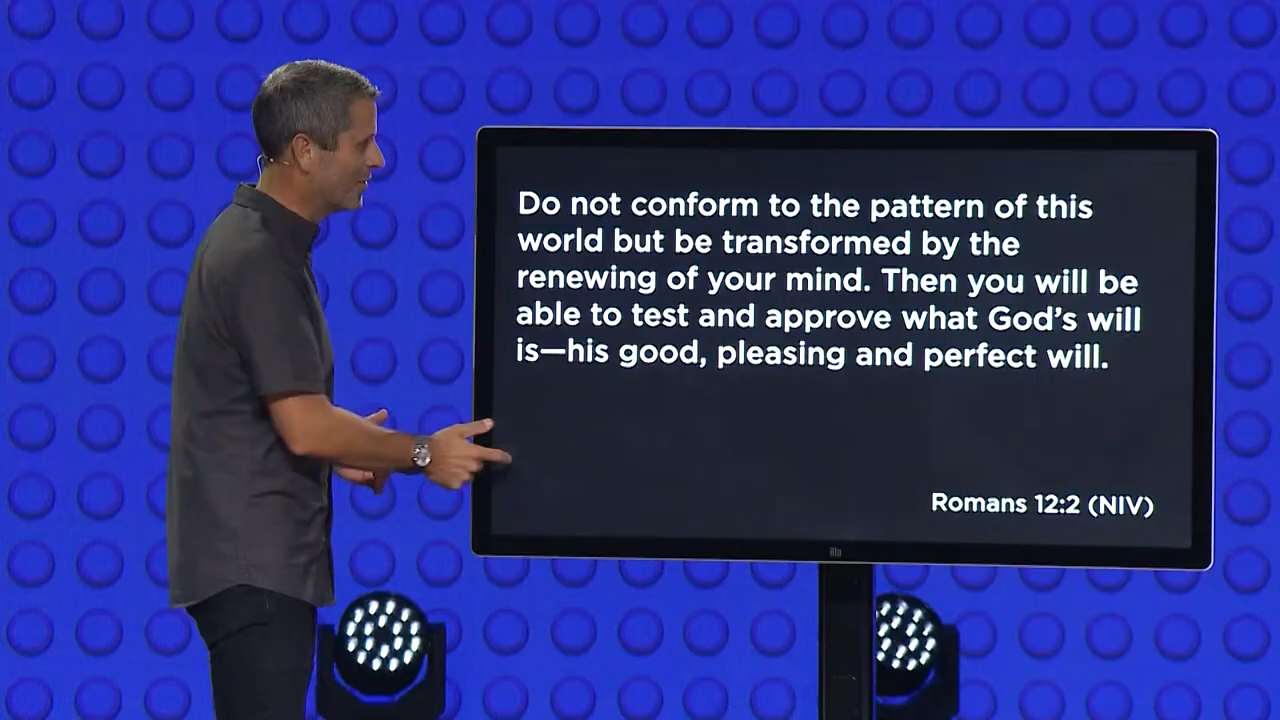 Do not conform to the pattern of this
world but be transformed by the
renewing of your mind. Then you will be
able to test and approve what God's will
is—his good, pleasing and perfect will.
Romans 12:2 (NIV)
elo